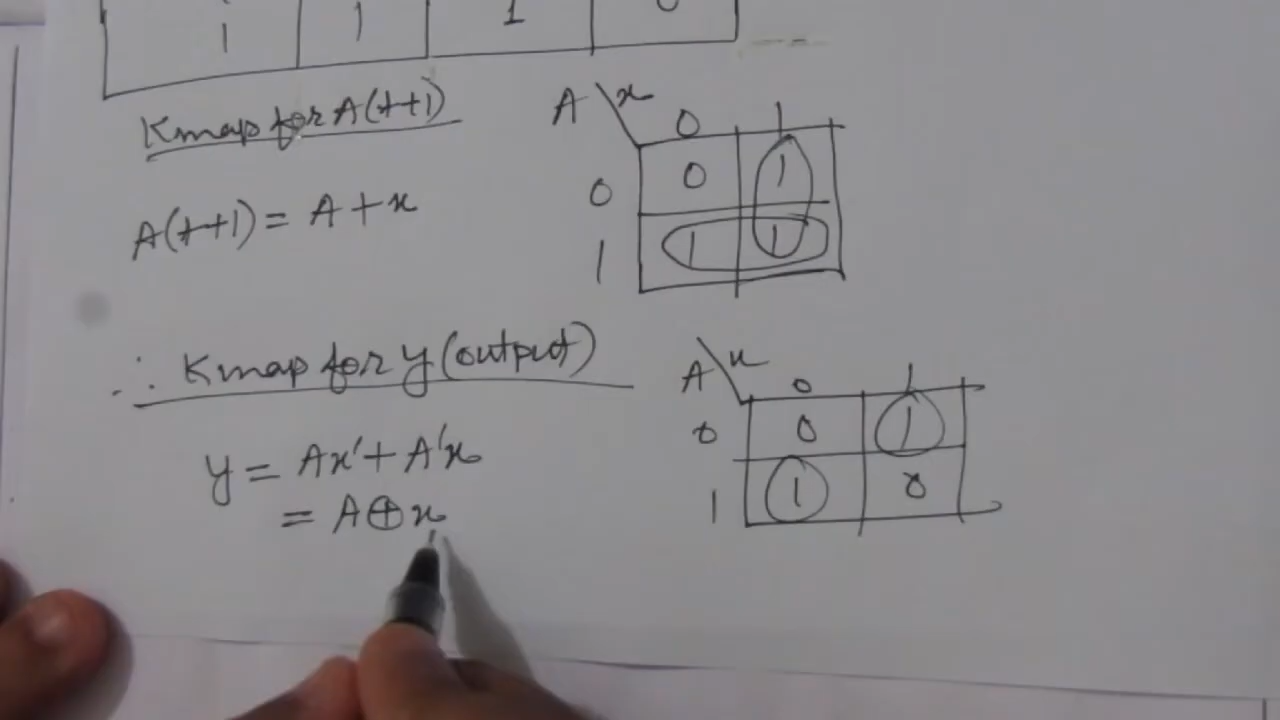 1 1 1 0
Kmap for A(t+1)
A \ x
0 1
0 0 1
1 1 1
A(t+1) = A + x
∴ Kmap for y (output)
A \ x
0 1
0 0 1
1 1 0
y = Ax' + A'x
= A ⊕ x